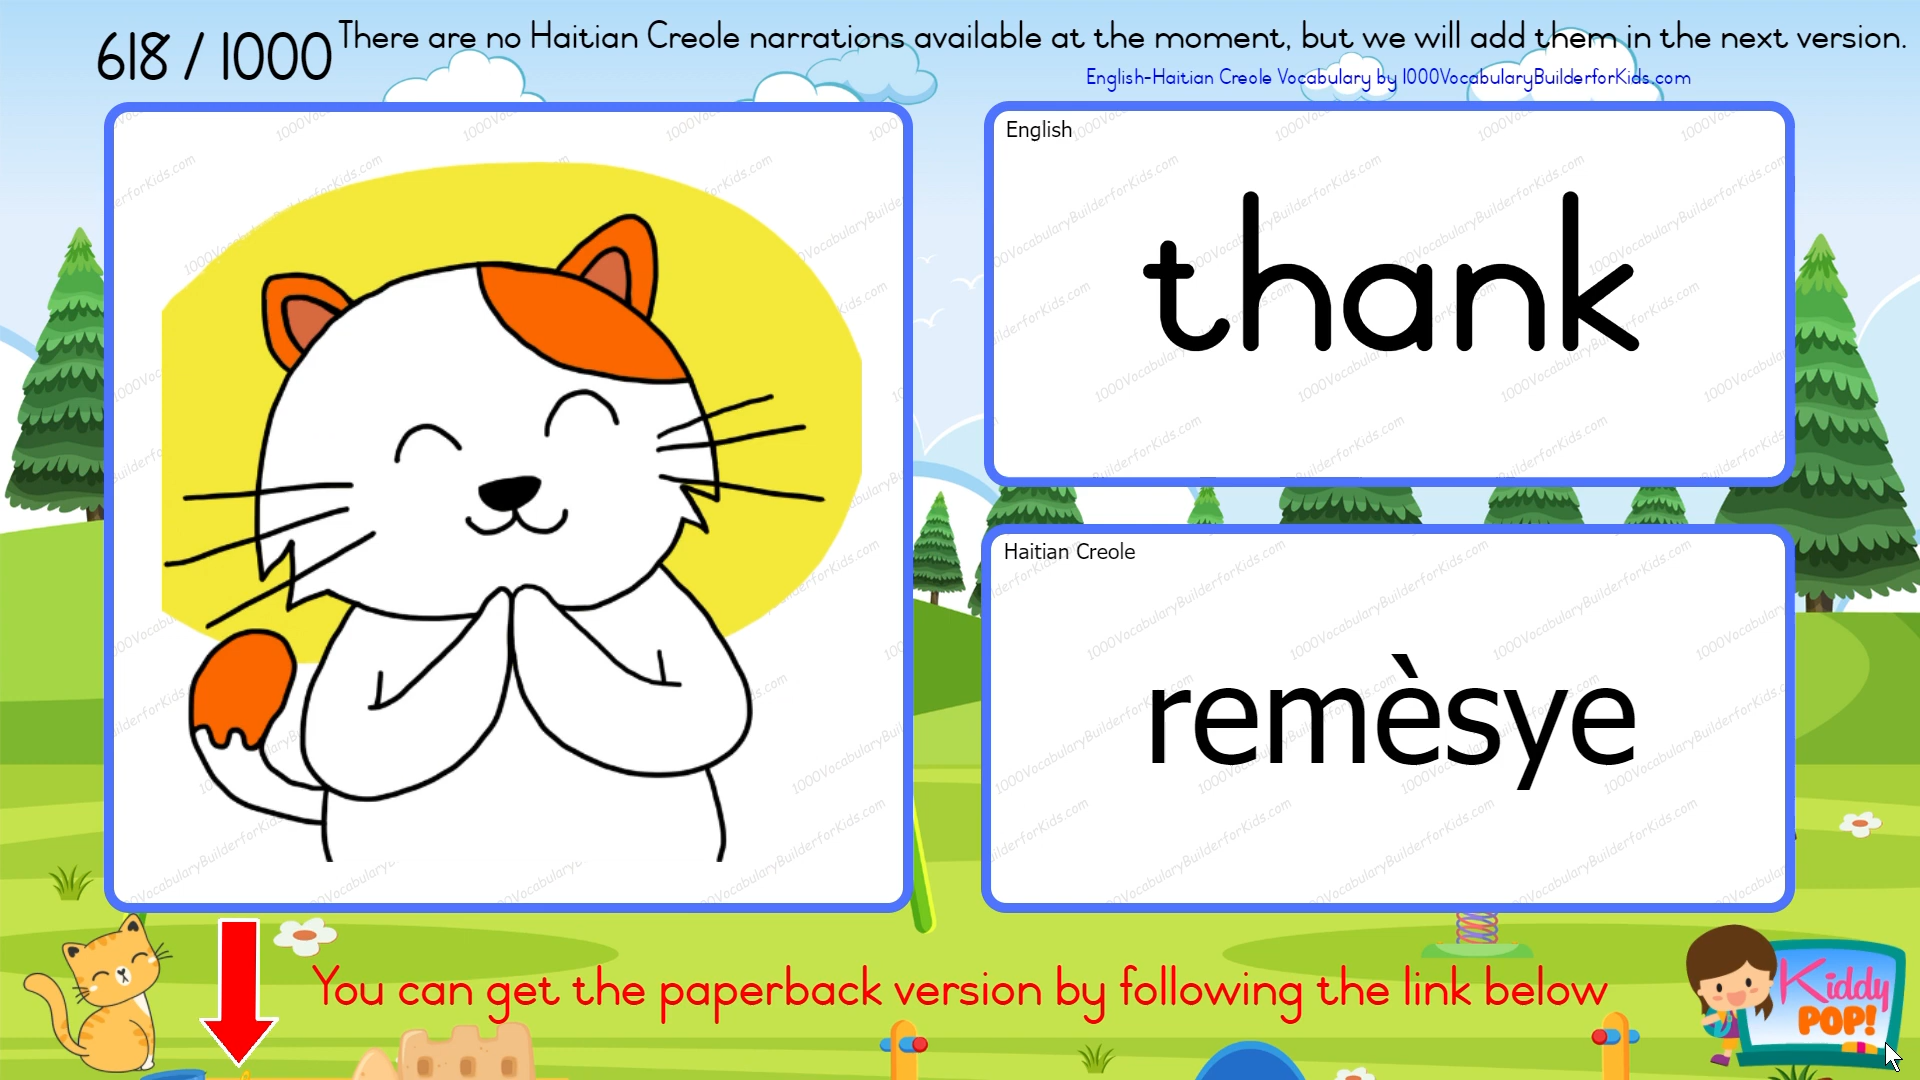 618 / 1000
There are no Haitian Creole narrations available at the moment, but we will add them in the next version.
English-Haitian Creole Vocabulary by 1000VocabularyBuilderforKids.com
English
thank
Haitian Creole
remèsye
You can get the paperback version by following the link below
Kiddy
POP!
1000VocabularyBuilderforKids.com